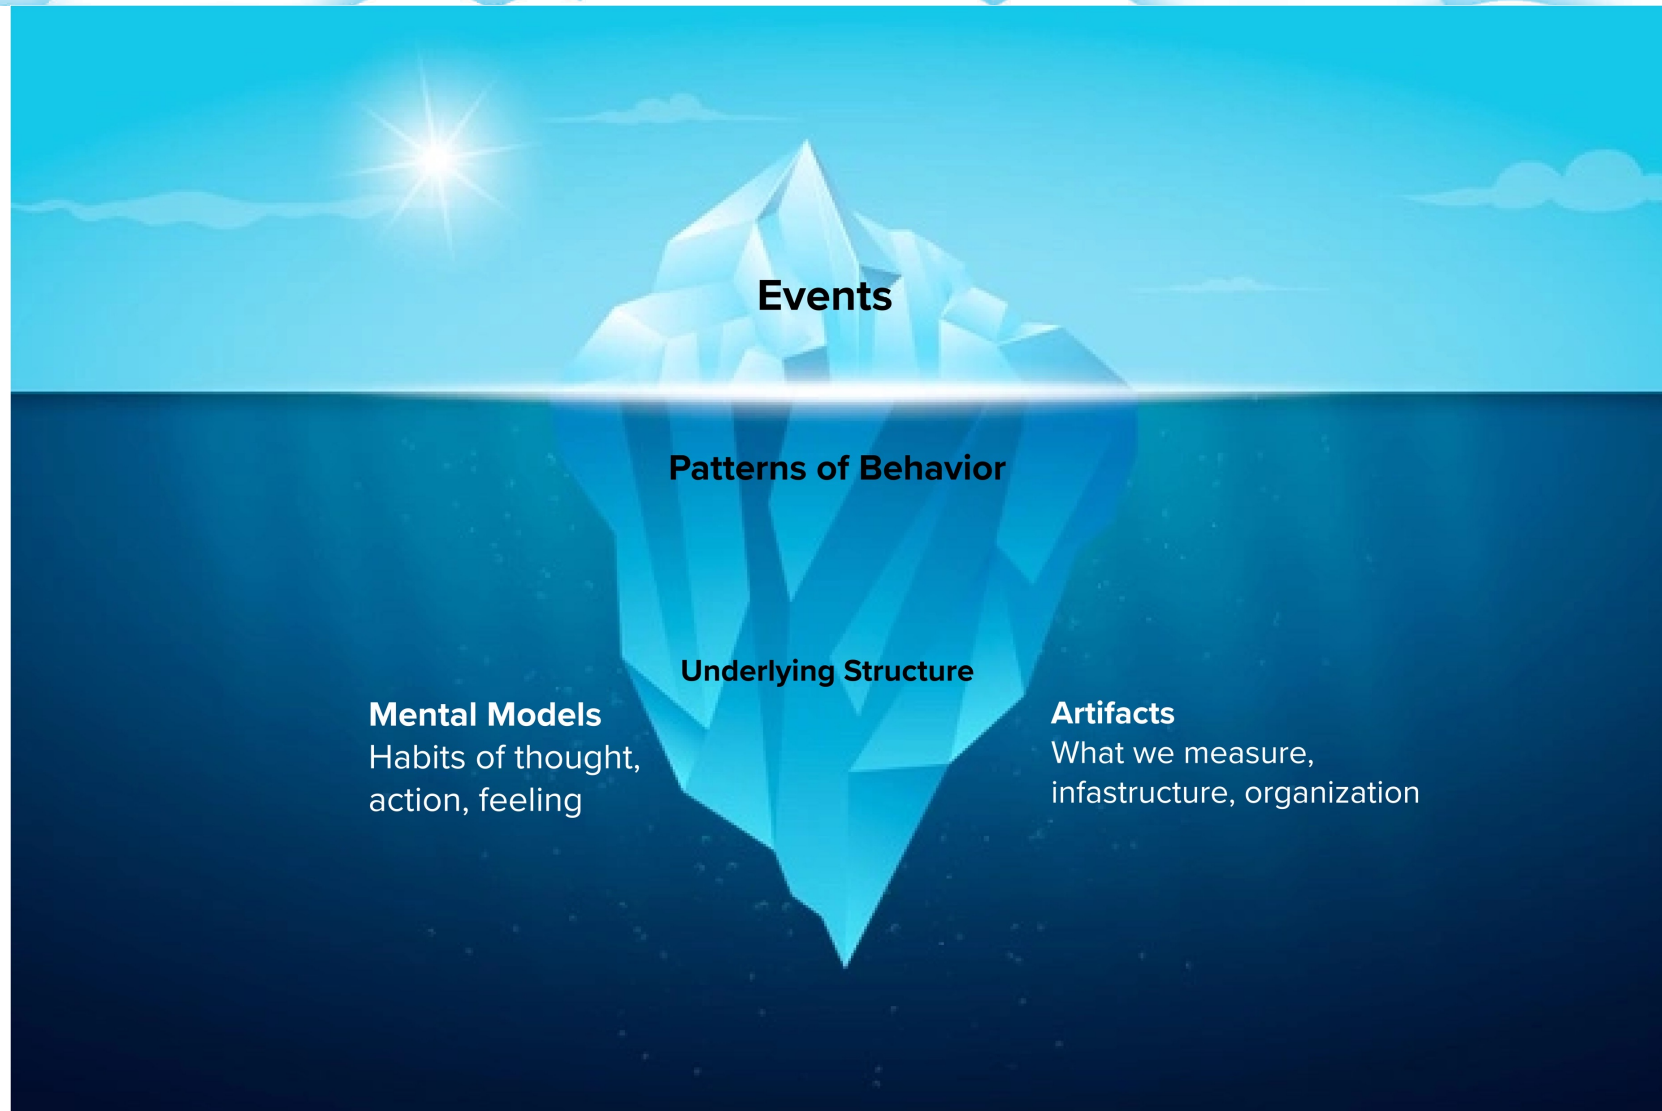 Events
Patterns of Behavior
Underlying Structure
Mental Models
Habits of thought,
action, feeling
Artifacts
What we measure,
infastructure, organization